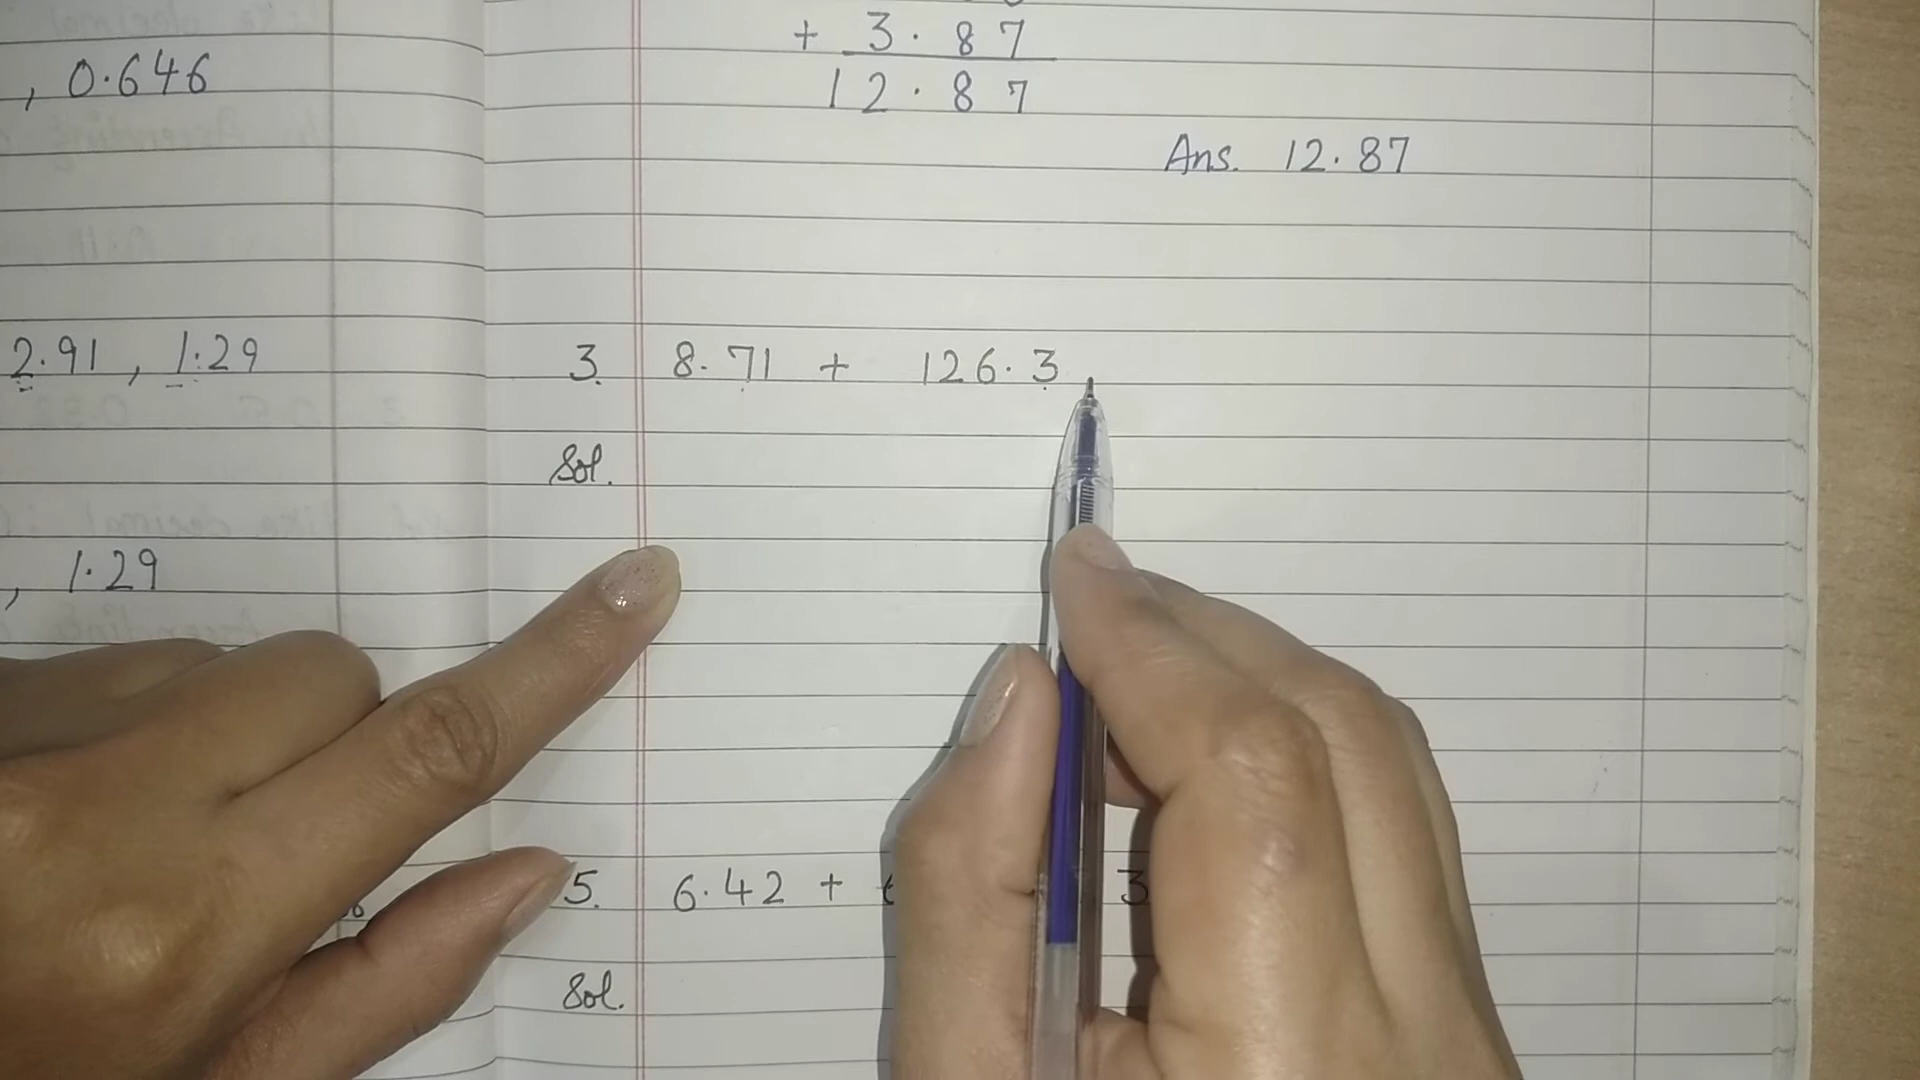 , 0.646
2.91 , 1.29
, 1.29
+ 3.87
12.87
Ans. 12.87
3. 8.71 + 126.3
Sol.
5. 6.42 + 3
Sol.